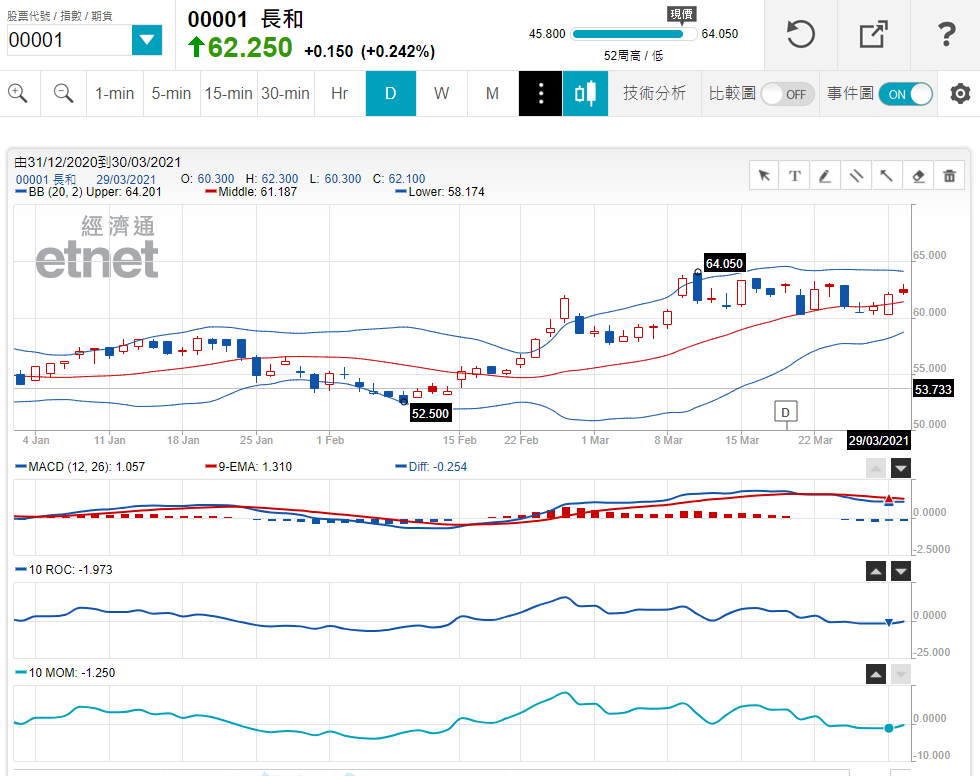 股票代號 / 指數 / 期貨
00001
00001 長和
62.250 +0.150 (+0.242%)
現價
45.800 64.050
52周高 / 低
?
1-min 5-min 15-min 30-min Hr D W M 技術分析 比較圖 OFF 事件圖 ON
由31/12/2020到30/03/2021
00001 長和 29/03/2021 O: 60.300 H: 62.300 L: 60.300 C: 62.100
BB (20, 2) Upper: 64.201 Middle: 61.187 Lower: 58.174
T
經濟通
etnet
64.050
65.000
60.000
55.000
53.733
52.500
D
50.000
4 Jan 11 Jan 18 Jan 25 Jan 1 Feb 15 Feb 22 Feb 1 Mar 8 Mar 15 Mar 22 Mar 29/03/2021
MACD (12, 26): 1.057 9-EMA: 1.310 Diff: -0.254
0.0000
-2.5000
10 ROC: -1.973
0.0000
-25.000
10 MOM: -1.250
0.0000
-10.000